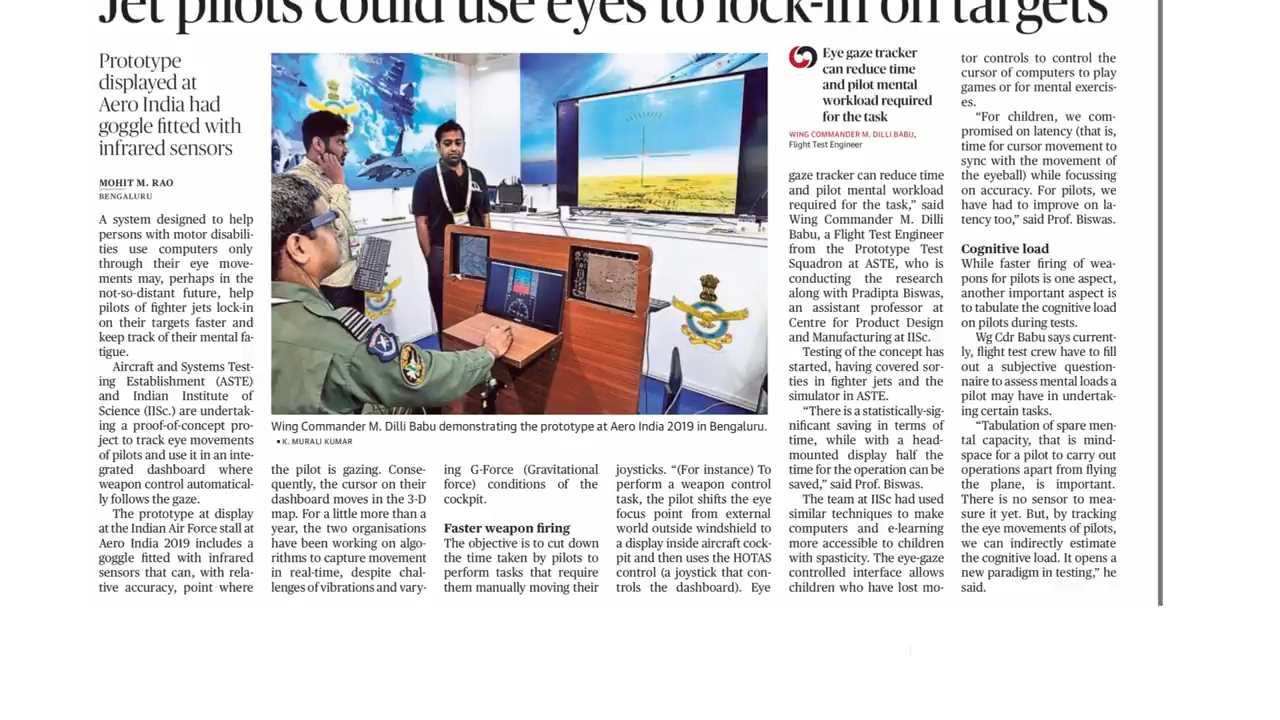 Jet pilots could use eyes to lock-in on targets
Prototype
displayed at
Aero India had
goggle fitted with
infrared sensors
MOHIT M. RAO
BENGALURU
A system designed to help
persons with motor disabili-
ties use computers only
through their eye move-
ments may, perhaps in the
not-so-distant future, help
pilots of fighter jets lock-in
on their targets faster and
keep track of their mental fa-
tigue.
Aircraft and Systems Test-
ing Establishment (ASTE)
and Indian Institute of
Science (IISc.) are undertak-
ing a proof-of-concept pro-
ject to track eye movements
of pilots and use it in an inte-
grated dashboard where
weapon control automatical-
ly follows the gaze.
The prototype at display
at the Indian Air Force stall at
Aero India 2019 includes a
goggle fitted with infrared
sensors that can, with rela-
tive accuracy, point where
Wing Commander M. Dilli Babu demonstrating the prototype at Aero India 2019 in Bengaluru.
• K. MURALI KUMAR
the pilot is gazing. Conse-
quently, the cursor on their
dashboard moves in the 3-D
map. For a little more than a
year, the two organisations
have been working on algo-
rithms to capture movement
in real-time, despite chal-
lenges of vibrations and vary-
ing G-Force (Gravitational
force) conditions of the
cockpit.
Faster weapon firing
The objective is to cut down
the time taken by pilots to
perform tasks that require
them manually moving their
joysticks. “(For instance) To
perform a weapon control
task, the pilot shifts the eye
focus point from external
world outside windshield to
a display inside aircraft cock-
pit and then uses the HOTAS
control (a joystick that con-
trols the dashboard). Eye
Eye gaze tracker
can reduce time
and pilot mental
workload required
for the task
WING COMMANDER M. DILLI BABU,
Flight Test Engineer
gaze tracker can reduce time
and pilot mental workload
required for the task,” said
Wing Commander M. Dilli
Babu, a Flight Test Engineer
from the Prototype Test
Squadron at ASTE, who is
conducting the research
along with Pradipta Biswas,
an assistant professor at
Centre for Product Design
and Manufacturing at IISc.
Testing of the concept has
started, having covered sor-
ties in fighter jets and the
simulator in ASTE.
“There is a statistically-sig-
nificant saving in terms of
time, while with a head-
mounted display half the
time for the operation can be
saved,” said Prof. Biswas.
The team at IISc had used
similar techniques to make
computers and e-learning
more accessible to children
with spasticity. The eye-gaze
controlled interface allows
children who have lost mo-
tor controls to control the
cursor of computers to play
games or for mental exercis-
es.
“For children, we com-
promised on latency (that is,
time for cursor movement to
sync with the movement of
the eyeball) while focussing
on accuracy. For pilots, we
have had to improve on la-
tency too,” said Prof. Biswas.
Cognitive load
While faster firing of wea-
pons for pilots is one aspect,
another important aspect is
to tabulate the cognitive load
on pilots during tests.
Wg Cdr Babu says current-
ly, flight test crew have to fill
out a subjective question-
naire to assess mental loads a
pilot may have in undertak-
ing certain tasks.
“Tabulation of spare men-
tal capacity, that is mind-
space for a pilot to carry out
operations apart from flying
the plane, is important.
There is no sensor to mea-
sure it yet. But, by tracking
the eye movements of pilots,
we can indirectly estimate
the cognitive load. It opens a
new paradigm in testing,” he
said.